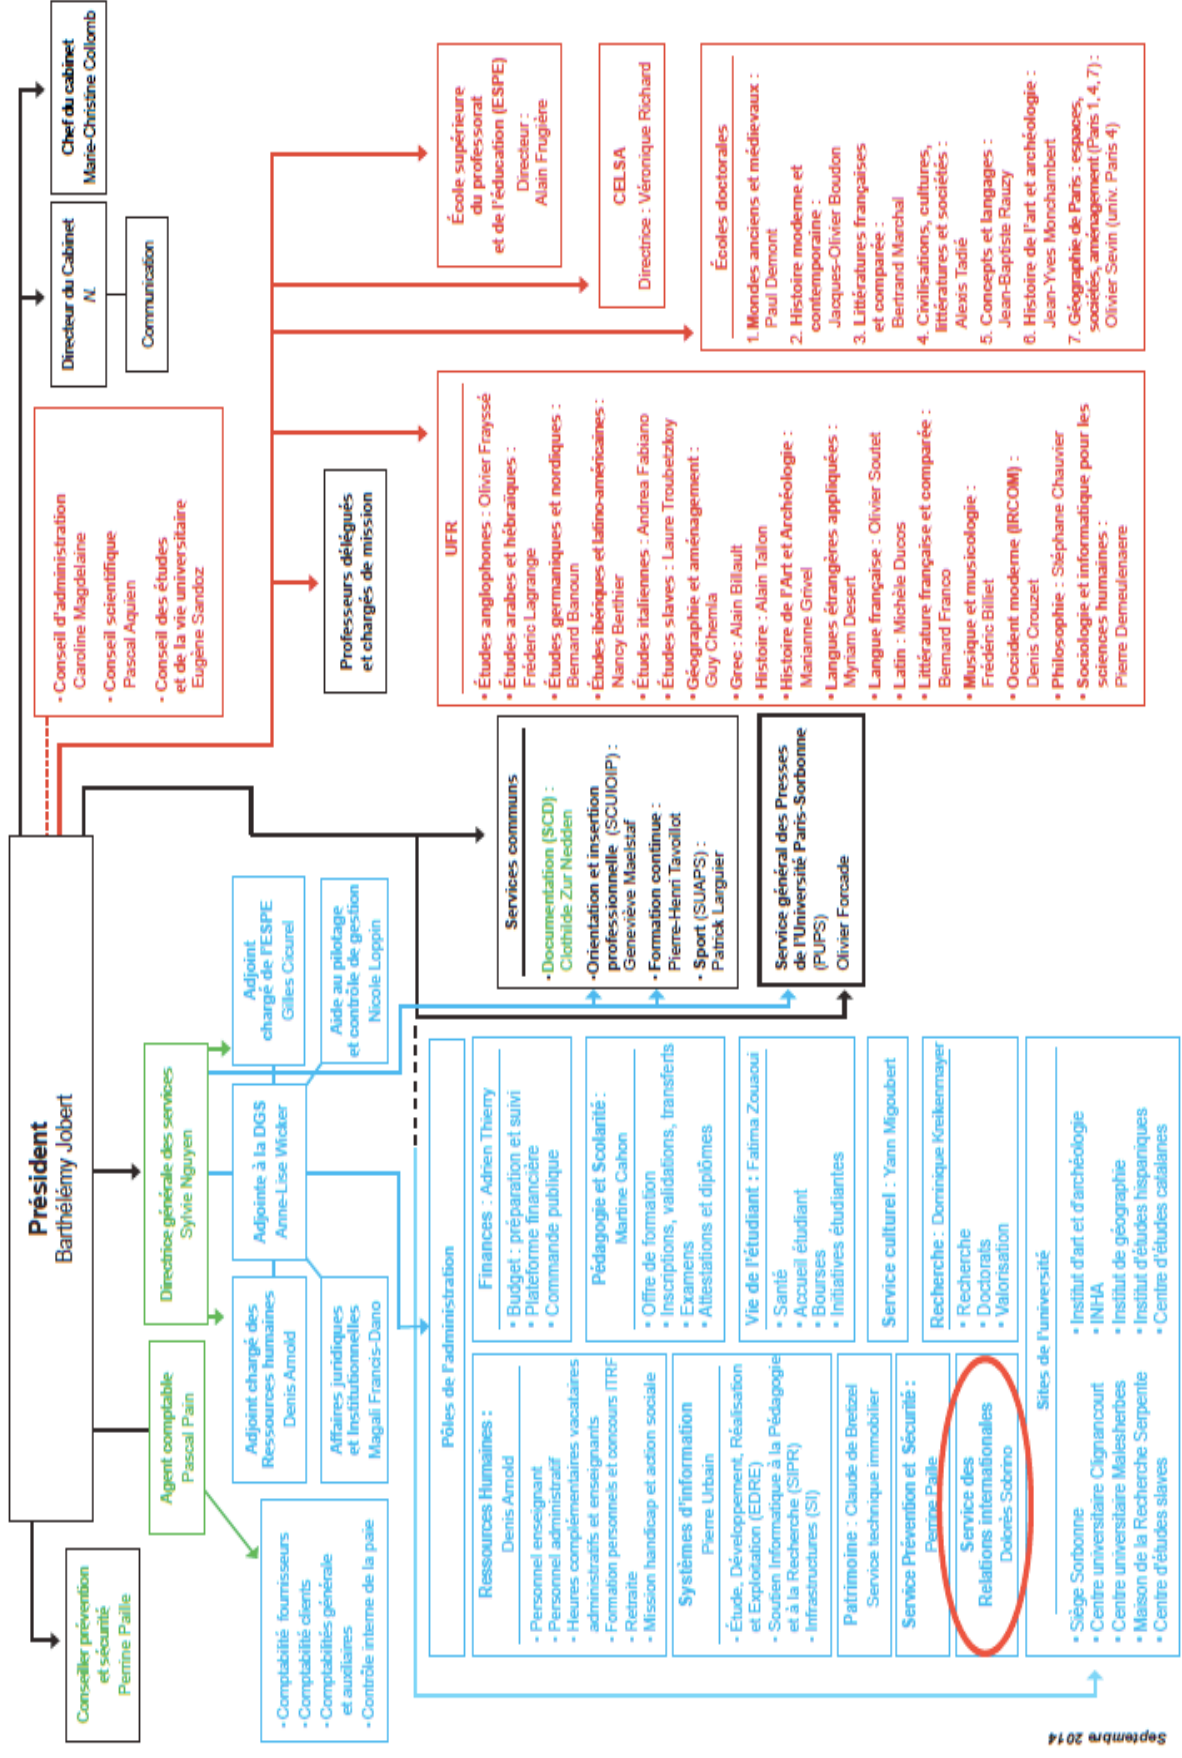 Président
Barthélémy Jobert
Chef du cabinet
Marie-Christine Collomb
Directeur du Cabinet
N.
Communication
Conseiller prévention
et sécurité
Perrine Paille
Agent comptable
Pascal Pain
Directrice générale des services
Sylvie Nguyen
• Conseil d'administration
Caroline Magdelaine
• Conseil scientifique
Pascal Aquien
• Conseil des études
et de la vie universitaire
Eugène Sandoz
• Comptabilité fournisseurs
• Comptabilité clients
• Comptabilités générale
et auxiliaires
• Contrôle interne de la paie
Adjoint chargé des
Ressources humaines
Denis Arnold
Affaires juridiques
et Institutionnelles
Magali Francis-Dano
Adjointe à la DGS
Anne-Lise Wicker
Adjoint
chargé de l'ESPE
Gilles Cicurel
Aide au pilotage
et contrôle de gestion
Nicole Loppin
Professeurs délégués
et chargés de mission
Pôles de l'administration
Ressources Humaines :
Denis Arnold
• Personnel enseignant
• Personnel administratif
• Heures complémentaires vacataires
administratifs et enseignants
• Formation personnels et concours ITRF
• Retraite
• Mission handicap et action sociale
Systèmes d'information
Pierre Urbain
• Étude, Développement, Réalisation
et Exploitation (EDRE)
• Soutien Informatique à la Pédagogie
et à la Recherche (SIPR)
• Infrastructures (SI)
Patrimoine : Claude de Bretizel
Service technique immobilier
Service Prévention et Sécurité :
Perrine Paille
Service des
Relations internationales
Dolorès Sobrino
Finances : Adrien Thierry
• Budget : préparation et suivi
• Plateforme financière
• Commande publique
Pédagogie et Scolarité :
Martine Cahon
• Offre de formation
• Inscriptions, validations, transferts
• Examens
• Attestations et diplômes
Vie de l'étudiant : Fatima Zouaoui
• Santé
• Accueil étudiant
• Bourses
• Initiatives étudiantes
Service culturel : Yann Migoubert
Recherche : Dominique Kreikenmayer
• Recherche
• Doctorats
• Valorisation
Sites de l'université
• Siège Sorbonne
• Centre universitaire Clignancourt
• Centre universitaire Malesherbes
• Maison de la Recherche Serpente
• Centre d'études slaves
• Institut d'art et d'archéologie
• INHA
• Institut de géographie
• Institut d'études hispaniques
• Centre d'études catalanes
Services communs
• Documentation (SCD) :
Clothilde Zur Nedden
• Orientation et insertion
professionnelle (SCUIOIP) :
Geneviève Maelstaf
• Formation continue :
Pierre-Henri Tavoillot
• Sport (SUAPS) :
Patrick Larguier
Service général des Presses
de l'Université Paris-Sorbonne
(PUPS)
Olivier Forcade
UFR
• Études anglophones : Olivier Frayssé
• Études arabes et hébraïques :
Fréderic Lagrange
• Études germaniques et nordiques :
Bernard Banoun
• Études ibériques et latino-américaines :
Nancy Berthier
• Études italiennes : Andrea Fabiano
• Études slaves : Laure Troubetzkoy
• Géographie et aménagement :
Guy Chemla
• Grec : Alain Billault
• Histoire : Alain Tallon
• Histoire de l'Art et Archéologie :
Marianne Grivel
• Langues étrangères appliquées :
Myriam Desert
• Langue française : Olivier Soutet
• Latin : Michèle Ducos
• Littérature française et comparée :
Bernard Franco
• Musique et musicologie :
Frédéric Billiet
• Occident moderne (IRCOM) :
Denis Crouzet
• Philosophie : Stéphane Chauvier
• Sociologie et informatique pour les
sciences humaines :
Pierre Demeulenaere
École supérieure
du professorat
et de l'éducation (ESPE)
Directeur :
Alain Frugière
CELSA
Directrice : Véronique Richard
Écoles doctorales
1. Mondes anciens et médievaux :
Paul Demont
2. Histoire moderne et
contemporaine :
Jacques-Olivier Boudon
3. Littératures françaises
et comparée :
Bertrand Marchal
4. Civilisations, cultures,
littératures et sociétés :
Alexis Tadié
5. Concepts et langages :
Jean-Baptiste Rauzy
6. Histoire de l'art et archéologie :
Jean-Yves Monchambert
7. Géographie de Paris : espaces,
sociétés, aménagement (Paris 1, 4, 7) :
Olivier Sevin (univ. Paris 4)
Septembre 2014